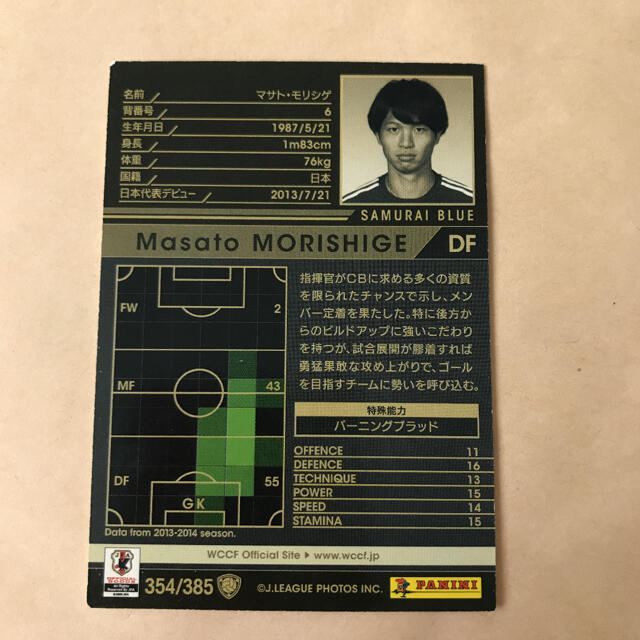 名前 マサト・モリシゲ
背番号 6
生年月日 1987/5/21
身長 1m83cm
体重 76kg
国籍 日本
日本代表デビュー 2013/7/21
SAMURAI BLUE
Masato MORISHIGE DF
FW 2
MF 43
DF 55
GK
Data from 2013-2014 season.
指揮官がCBに求める多くの資質
を限られたチャンスで示し、メン
バー定着を果たした。特に後方か
らのビルドアップに強いこだわり
を持つが、試合展開が膠着すれば
勇猛果敢な攻め上がりで、ゴール
を目指すチームに勢いを呼び込む。
特殊能力
バーニングブラッド
OFFENCE 11
DEFENCE 16
TECHNIQUE 13
POWER 15
SPEED 14
STAMINA 15
WCCF Official Site www.wccf.jp
354/385 ©J.LEAGUE PHOTOS INC. PANINI